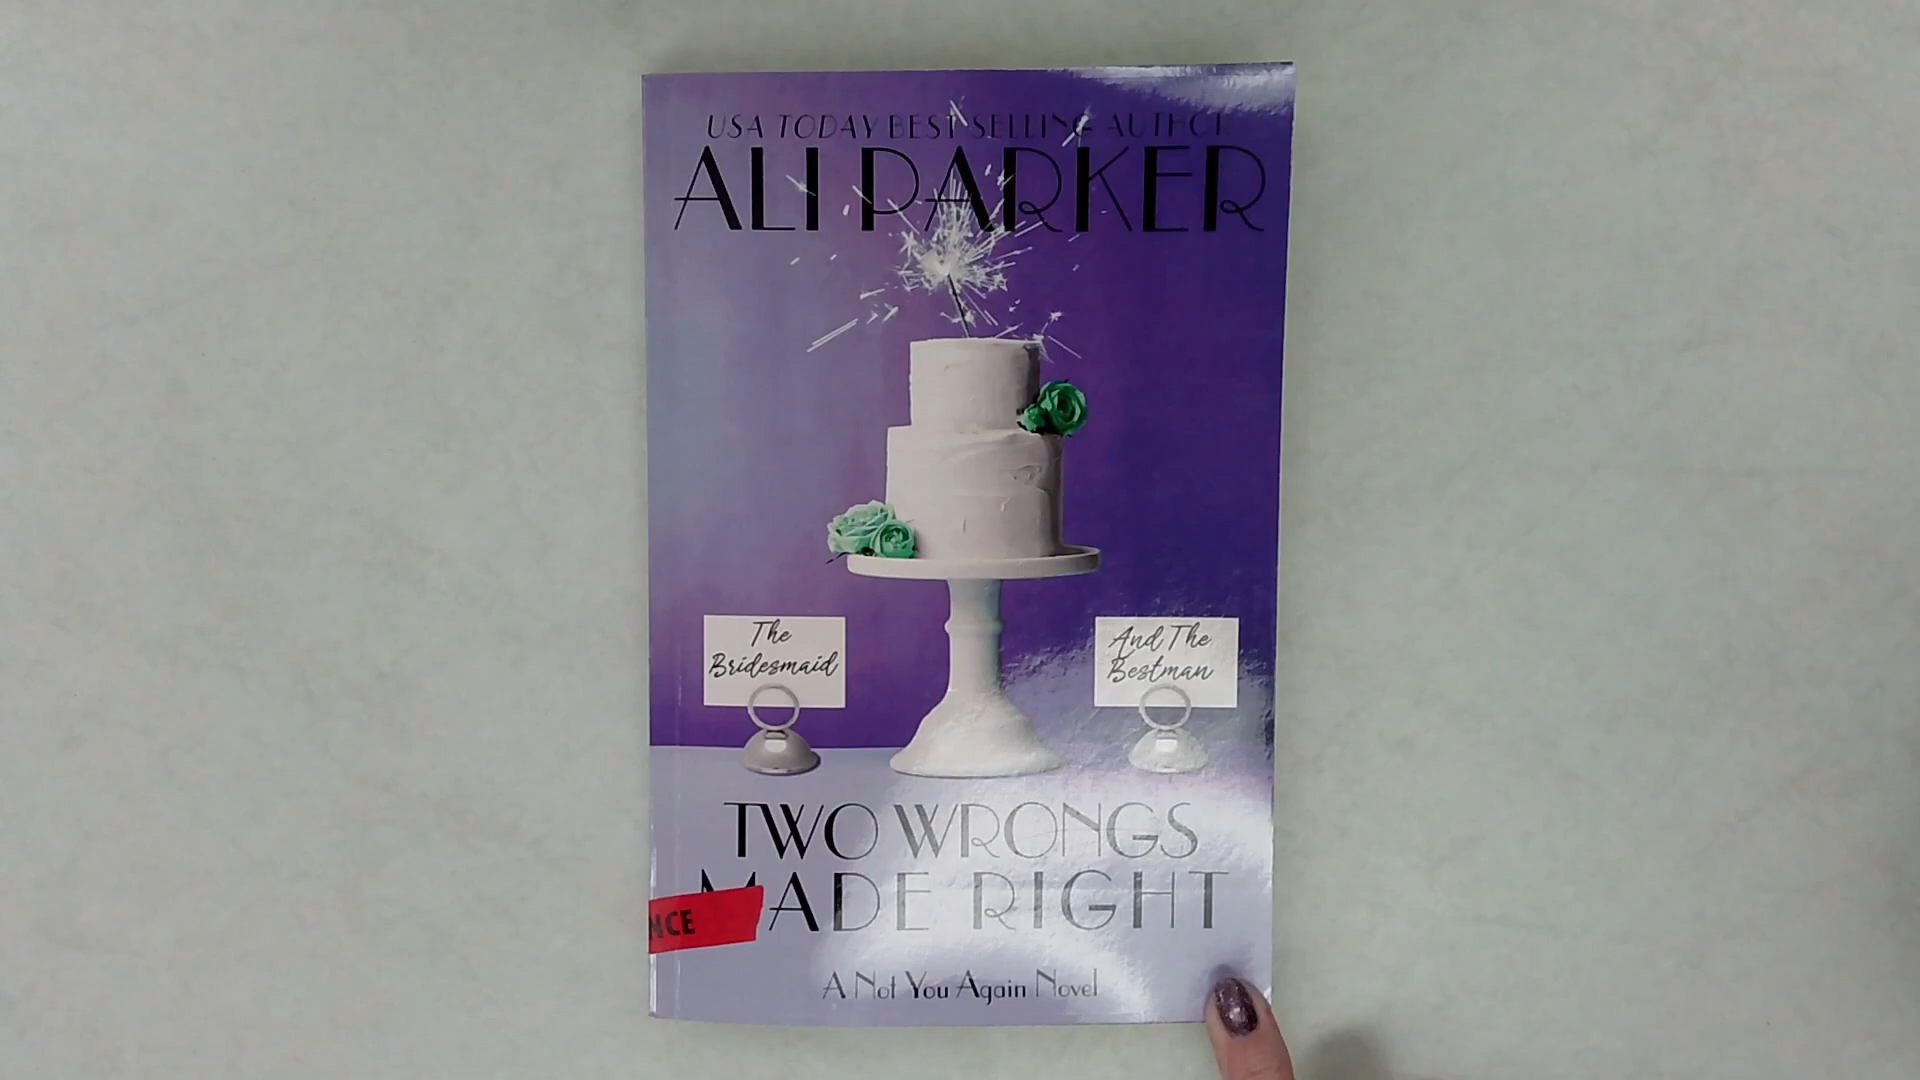 USA TODAY BEST SELLING AUTHOR
ALI PARKER
The
Bridesmaid
And The
Bestman
TWO WRONGS
MADE RIGHT
NCE
A Not You Again Novel